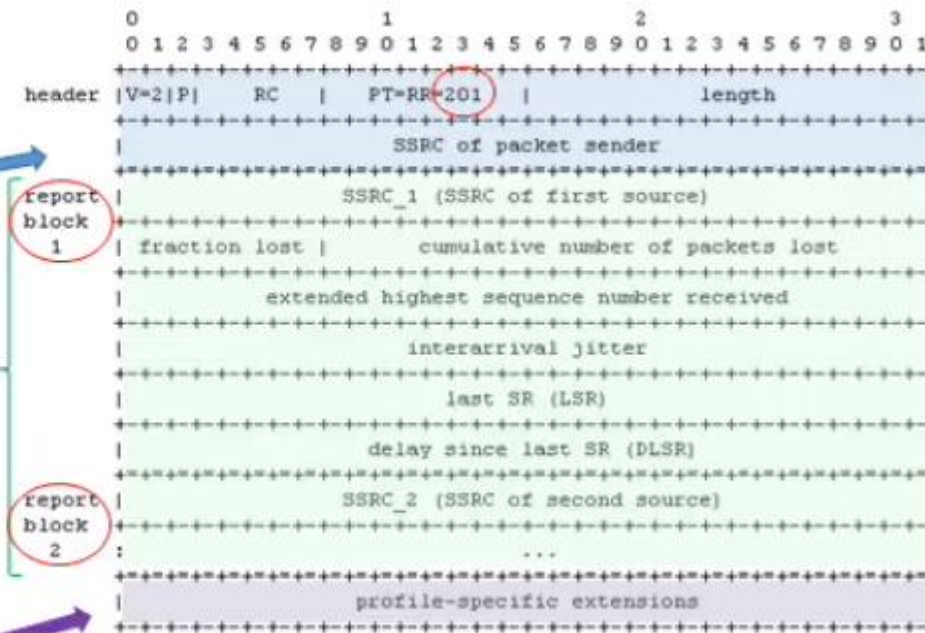 0 1 2 3
0 1 2 3 4 5 6 7 8 9 0 1 2 3 4 5 6 7 8 9 0 1 2 3 4 5 6 7 8 9 0 1
+-+-+-+-+-+-+-+-+-+-+-+-+-+-+-+-+-+-+-+-+-+-+-+-+-+-+-+-+-+-+-+-
header |V=2|P| RC | PT=RR=201 | length
+-+-+-+-+-+-+-+-+-+-+-+-+-+-+-+-+-+-+-+-+-+-+-+-+-+-+-+-+-+-+-+-
| SSRC of packet sender
+=+=+=+=+=+=+=+=+=+=+=+=+=+=+=+=+=+=+=+=+=+=+=+=+=+=+=+=+=+=+=+=
report | SSRC_1 (SSRC of first source)
block +-+-+-+-+-+-+-+-+-+-+-+-+-+-+-+-+-+-+-+-+-+-+-+-+-+-+-+-+-+-+-+-
1 | fraction lost | cumulative number of packets lost
+-+-+-+-+-+-+-+-+-+-+-+-+-+-+-+-+-+-+-+-+-+-+-+-+-+-+-+-+-+-+-+-
| extended highest sequence number received
+-+-+-+-+-+-+-+-+-+-+-+-+-+-+-+-+-+-+-+-+-+-+-+-+-+-+-+-+-+-+-+-
| interarrival jitter
+-+-+-+-+-+-+-+-+-+-+-+-+-+-+-+-+-+-+-+-+-+-+-+-+-+-+-+-+-+-+-+-
| last SR (LSR)
+-+-+-+-+-+-+-+-+-+-+-+-+-+-+-+-+-+-+-+-+-+-+-+-+-+-+-+-+-+-+-+-
| delay since last SR (DLSR)
+=+=+=+=+=+=+=+=+=+=+=+=+=+=+=+=+=+=+=+=+=+=+=+=+=+=+=+=+=+=+=+=
report | SSRC_2 (SSRC of second source)
block +-+-+-+-+-+-+-+-+-+-+-+-+-+-+-+-+-+-+-+-+-+-+-+-+-+-+-+-+-+-+-+-
2 : ...
+=+=+=+=+=+=+=+=+=+=+=+=+=+=+=+=+=+=+=+=+=+=+=+=+=+=+=+=+=+=+=+=
| profile-specific extensions
+-+-+-+-+-+-+-+-+-+-+-+-+-+-+-+-+-+-+-+-+-+-+-+-+-+-+-+-+-+-+-+-